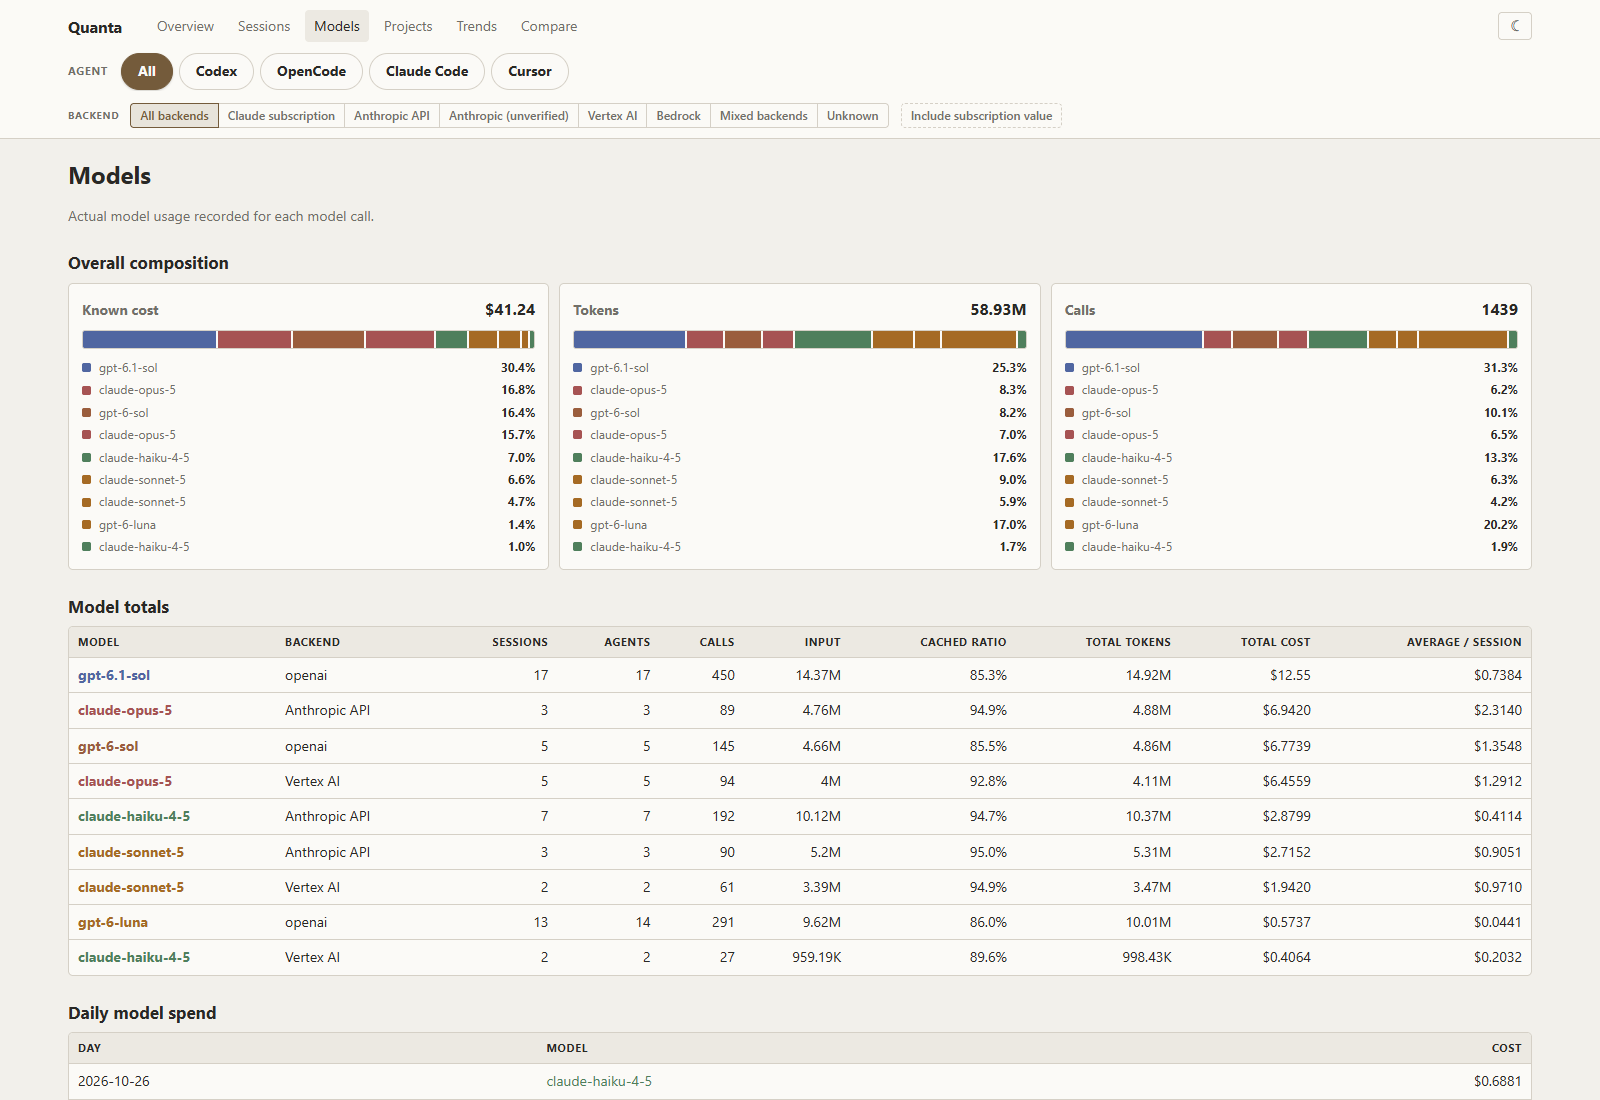 Quanta Overview Sessions Models Projects Trends Compare
AGENT All Codex OpenCode Claude Code Cursor
BACKEND All backends Claude subscription Anthropic API Anthropic (unverified) Vertex AI Bedrock Mixed backends Unknown Include subscription value
Models
Actual model usage recorded for each model call.
Overall composition
Known cost $41.24
gpt-6.1-sol 30.4%
claude-opus-5 16.8%
gpt-6-sol 16.4%
claude-opus-5 15.7%
claude-haiku-4-5 7.0%
claude-sonnet-5 6.6%
claude-sonnet-5 4.7%
gpt-6-luna 1.4%
claude-haiku-4-5 1.0%
Tokens 58.93M
gpt-6.1-sol 25.3%
claude-opus-5 8.3%
gpt-6-sol 8.2%
claude-opus-5 7.0%
claude-haiku-4-5 17.6%
claude-sonnet-5 9.0%
claude-sonnet-5 5.9%
gpt-6-luna 17.0%
claude-haiku-4-5 1.7%
Calls 1439
gpt-6.1-sol 31.3%
claude-opus-5 6.2%
gpt-6-sol 10.1%
claude-opus-5 6.5%
claude-haiku-4-5 13.3%
claude-sonnet-5 6.3%
claude-sonnet-5 4.2%
gpt-6-luna 20.2%
claude-haiku-4-5 1.9%
Model totals
MODEL BACKEND SESSIONS AGENTS CALLS INPUT CACHED RATIO TOTAL TOKENS TOTAL COST AVERAGE / SESSION
gpt-6.1-sol openai 17 17 450 14.37M 85.3% 14.92M $12.55 $0.7384
claude-opus-5 Anthropic API 3 3 89 4.76M 94.9% 4.88M $6.9420 $2.3140
gpt-6-sol openai 5 5 145 4.66M 85.5% 4.86M $6.7739 $1.3548
claude-opus-5 Vertex AI 5 5 94 4M 92.8% 4.11M $6.4559 $1.2912
claude-haiku-4-5 Anthropic API 7 7 192 10.12M 94.7% 10.37M $2.8799 $0.4114
claude-sonnet-5 Anthropic API 3 3 90 5.2M 95.0% 5.31M $2.7152 $0.9051
claude-sonnet-5 Vertex AI 2 2 61 3.39M 94.9% 3.47M $1.9420 $0.9710
gpt-6-luna openai 13 14 291 9.62M 86.0% 10.01M $0.5737 $0.0441
claude-haiku-4-5 Vertex AI 2 2 27 959.19K 89.6% 998.43K $0.4064 $0.2032
Daily model spend
DAY MODEL COST
2026-10-26 claude-haiku-4-5 $0.6881